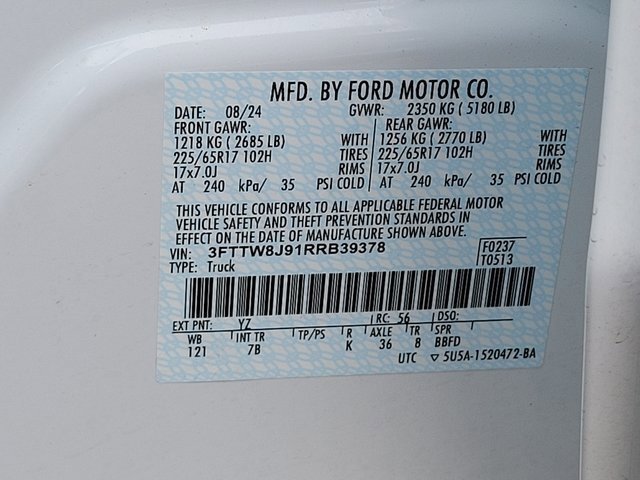 MFD. BY FORD MOTOR CO.
DATE: 08/24 GVWR: 2350 KG ( 5180 LB)
FRONT GAWR: REAR GAWR:
1218 KG ( 2685 LB) WITH 1256 KG ( 2770 LB) WITH
225/65R17 102H TIRES 225/65R17 102H TIRES
17x7.0J RIMS 17x7.0J RIMS
AT 240 kPa/ 35 PSI COLD AT 240 kPa/ 35 PSI COLD
THIS VEHICLE CONFORMS TO ALL APPLICABLE FEDERAL MOTOR
VEHICLE SAFETY AND THEFT PREVENTION STANDARDS IN
EFFECT ON THE DATE OF MANUFACTURE SHOWN ABOVE.
VIN: 3FTTW8J91RRB39378 F0237
TYPE: Truck T0513
EXT PNT: YZ RC: 56 DSO:
WB INT TR TP/PS R AXLE TR SPR
121 7B K 36 8 BBFD
UTC ▽ 5U5A-1520472-BA